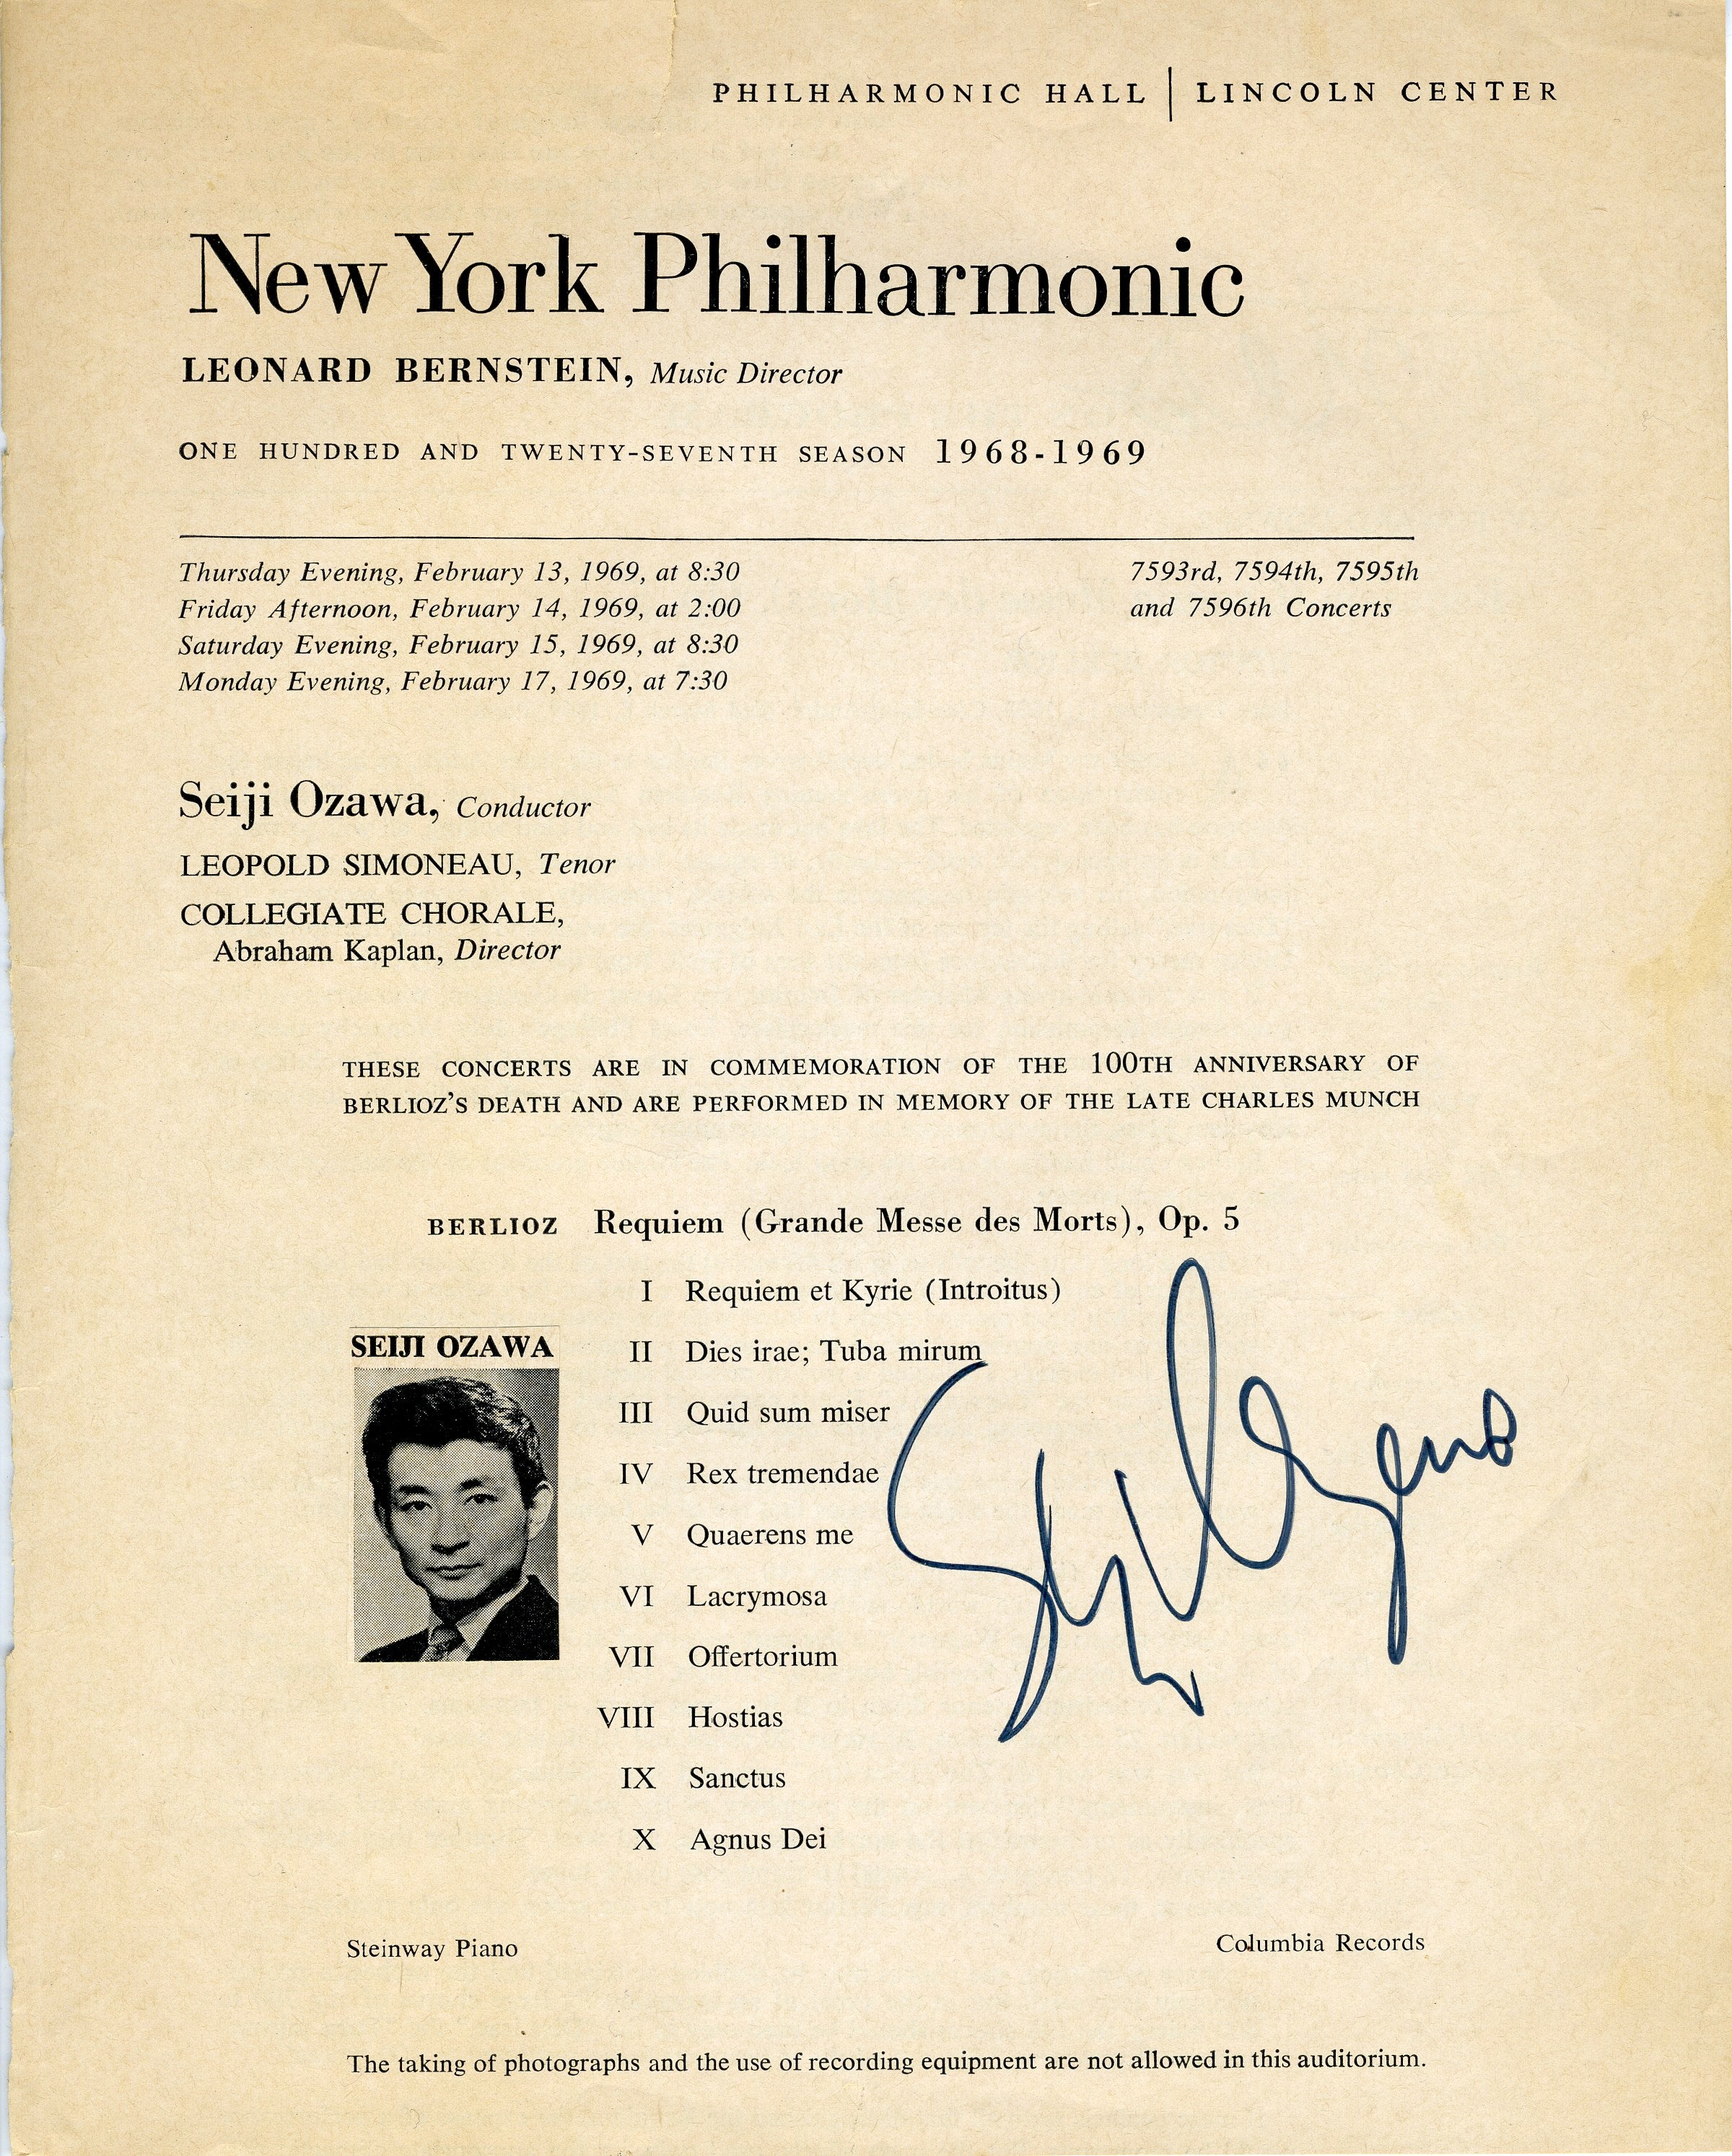 PHILHARMONIC HALL | LINCOLN CENTER
New York Philharmonic
LEONARD BERNSTEIN, Music Director
ONE HUNDRED AND TWENTY-SEVENTH SEASON 1968-1969
Thursday Evening, February 13, 1969, at 8:30
Friday Afternoon, February 14, 1969, at 2:00
Saturday Evening, February 15, 1969, at 8:30
Monday Evening, February 17, 1969, at 7:30
7593rd, 7594th, 7595th
and 7596th Concerts
Seiji Ozawa, Conductor
LEOPOLD SIMONEAU, Tenor
COLLEGIATE CHORALE,
Abraham Kaplan, Director
THESE CONCERTS ARE IN COMMEMORATION OF THE 100TH ANNIVERSARY OF
BERLIOZ'S DEATH AND ARE PERFORMED IN MEMORY OF THE LATE CHARLES MUNCH
BERLIOZ Requiem (Grande Messe des Morts), Op. 5
I Requiem et Kyrie (Introitus)
II Dies irae; Tuba mirum
III Quid sum miser
IV Rex tremendae
V Quaerens me
VI Lacrymosa
VII Offertorium
VIII Hostias
IX Sanctus
X Agnus Dei
SEIJI OZAWA
Steinway Piano
Columbia Records
The taking of photographs and the use of recording equipment are not allowed in this auditorium.